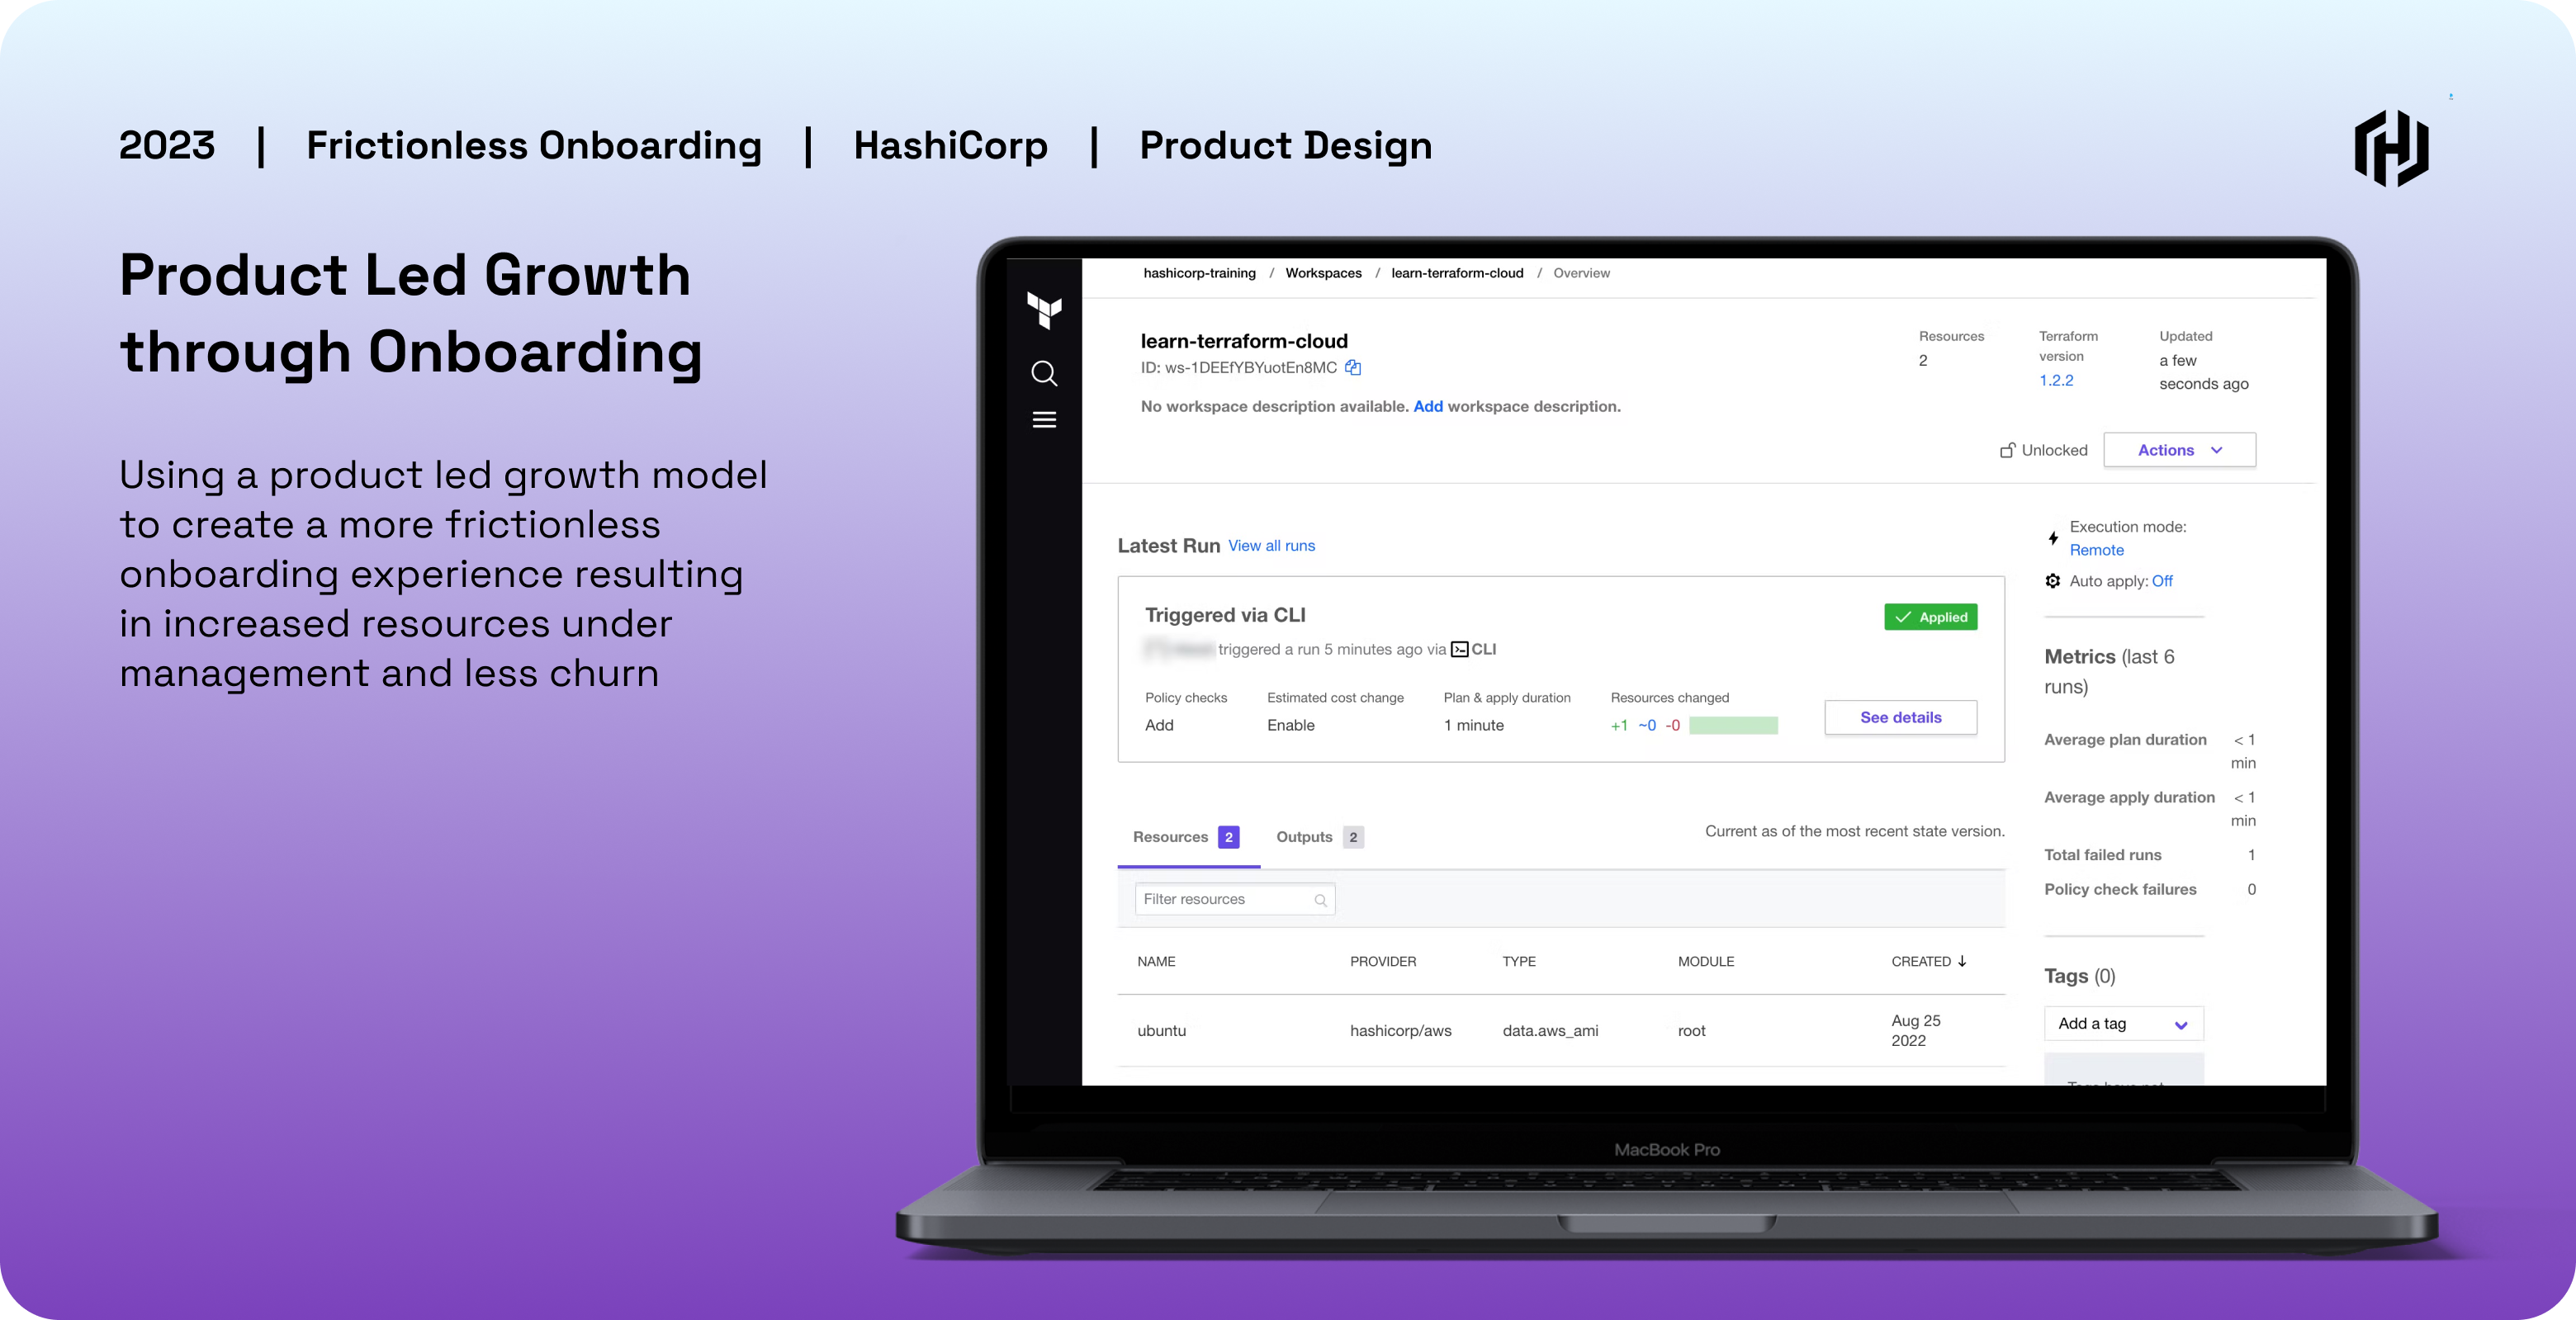 2023 | Frictionless Onboarding | HashiCorp | Product Design
Product Led Growth
through Onboarding
Using a product led growth model
to create a more frictionless
onboarding experience resulting
in increased resources under
management and less churn
hashicorp-training / Workspaces / learn-terraform-cloud / Overview
learn-terraform-cloud
ID: ws-1DEEfYBYuotEn8MC
No workspace description available. Add workspace description.
Resources
2
Terraform
version
1.2.2
Updated
a few
seconds ago
Unlocked
Actions
Latest Run View all runs
Triggered via CLI
Applied
triggered a run 5 minutes ago via CLI
Policy checks
Add
Estimated cost change
Enable
Plan & apply duration
1 minute
Resources changed
+1 ~0 -0
See details
Resources 2 Outputs 2
Current as of the most recent state version.
Filter resources
NAME PROVIDER TYPE MODULE CREATED
ubuntu hashicorp/aws data.aws_ami root Aug 25
2022
Execution mode:
Remote
Auto apply: Off
Metrics (last 6
runs)
Average plan duration < 1
min
Average apply duration < 1
min
Total failed runs 1
Policy check failures 0
Tags (0)
Add a tag
MacBook Pro